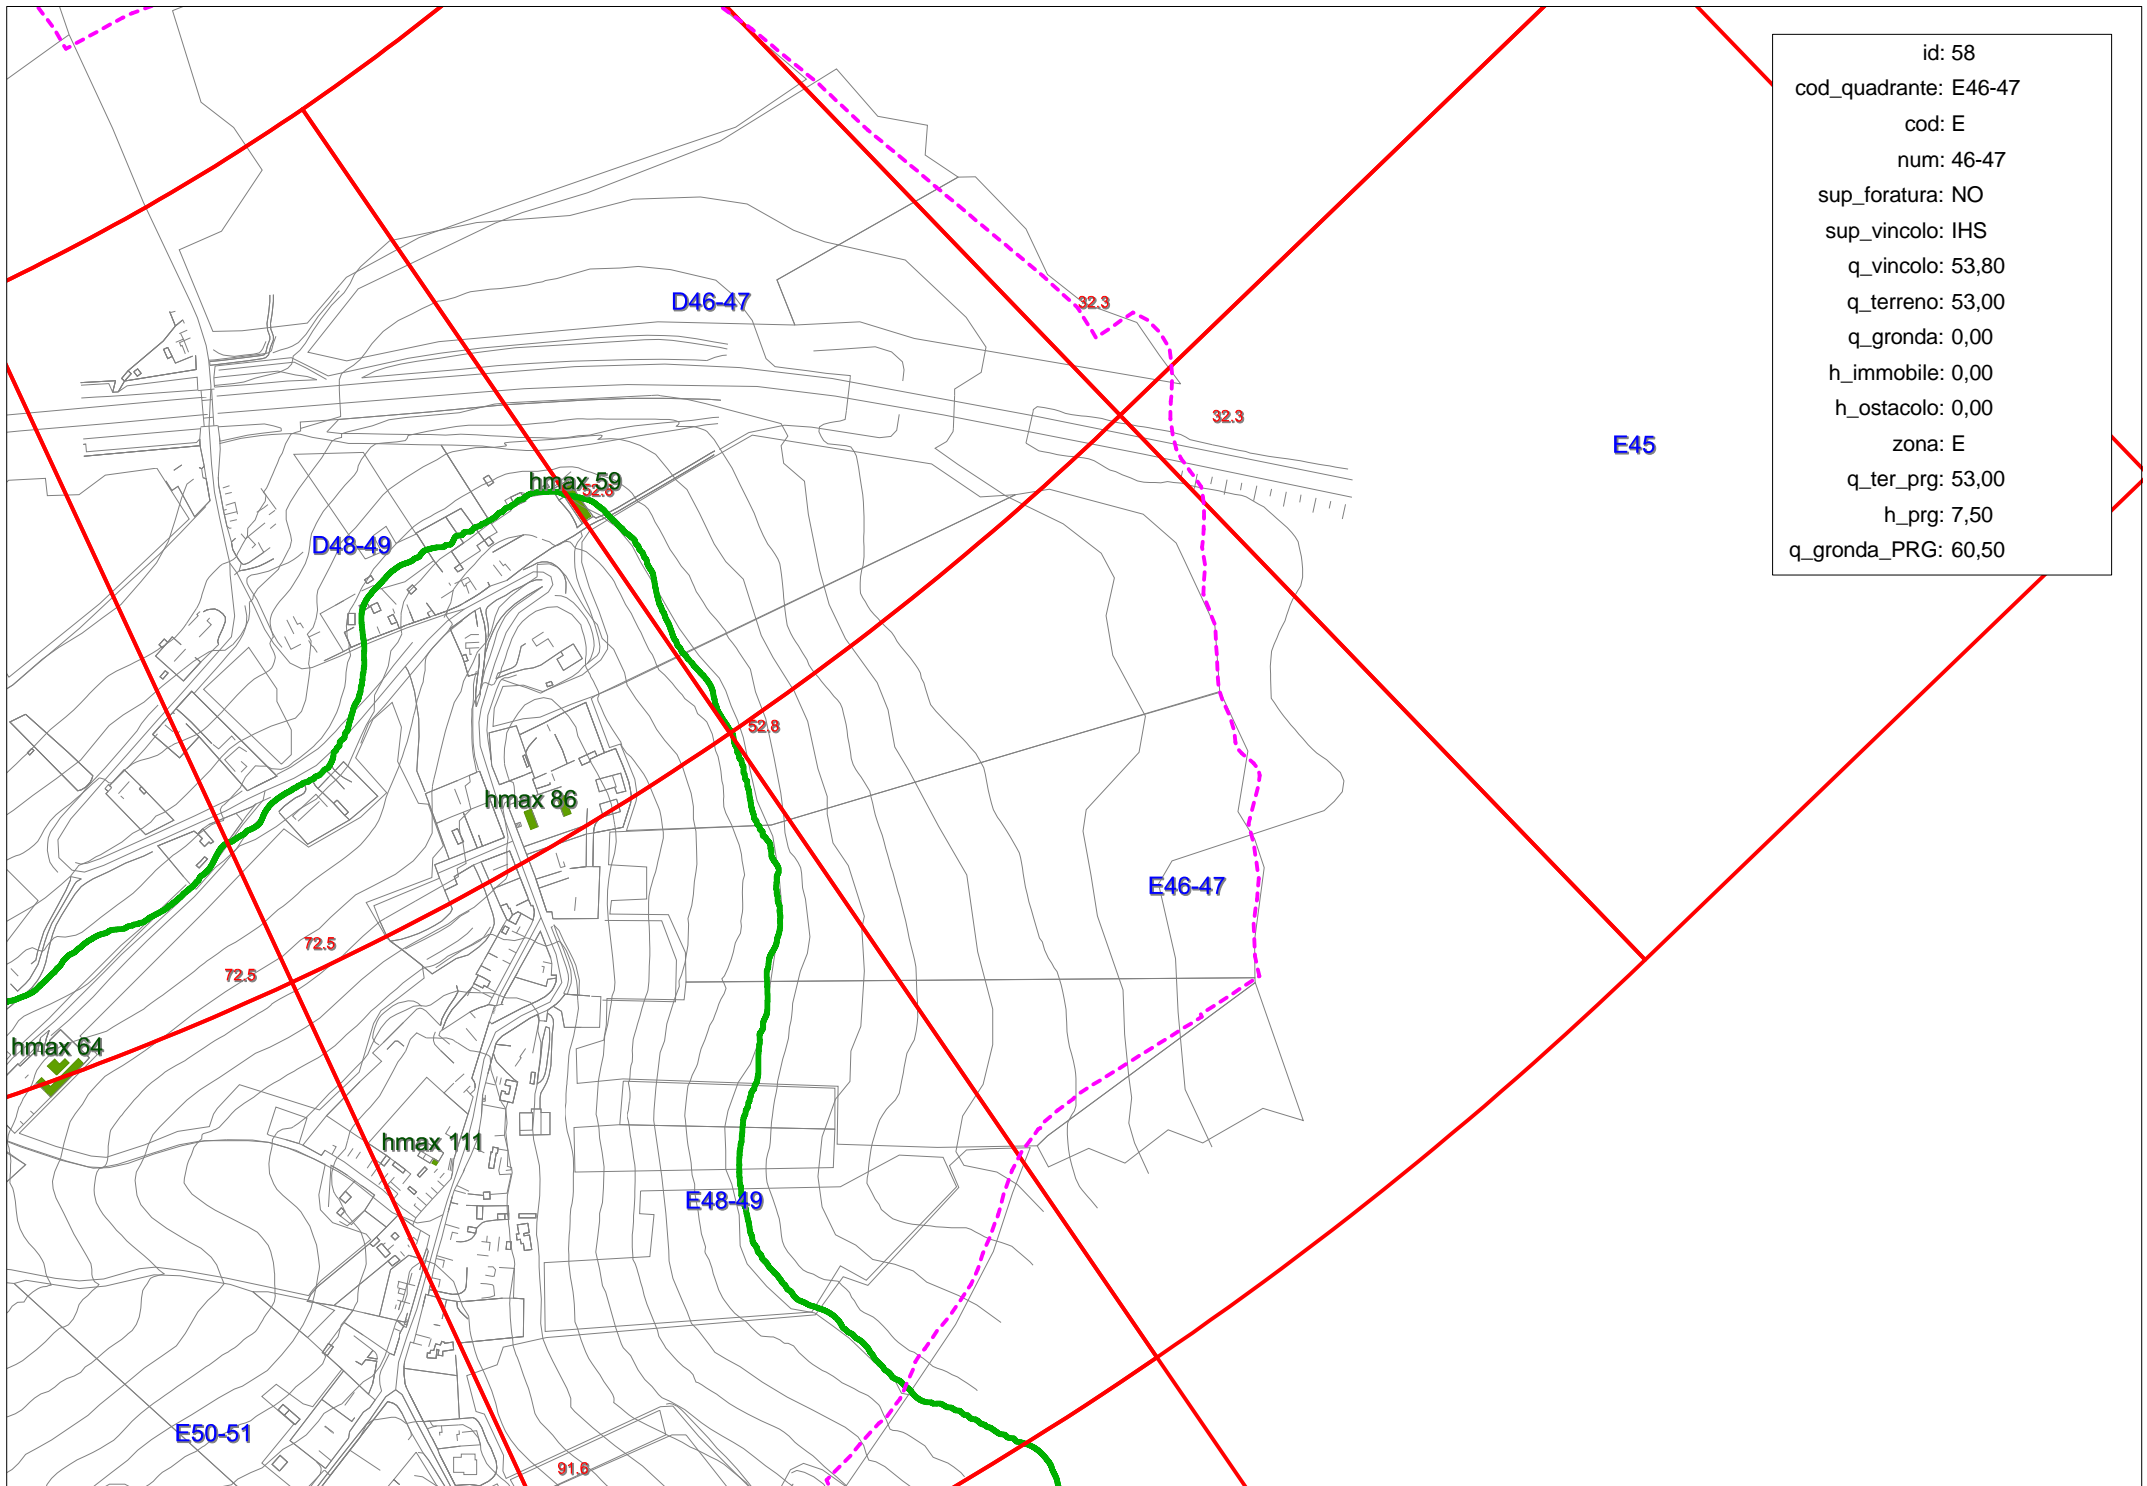 id: 58
cod_quadrante: E46-47
cod: E
num: 46-47
sup_foratura: NO
sup_vincolo: IHS
q_vincolo: 53,80
q_terreno: 53,00
q_gronda: 0,00
h_immobile: 0,00
h_ostacolo: 0,00
zona: E
q_ter_prg: 53,00
h_prg: 7,50
q_gronda_PRG: 60,50
D46-47
32.3
32.3
E45
hmax 59
52.8
D48-49
52.8
hmax 86
E46-47
72.5
72.5
hmax 64
hmax 111
E48-49
E50-51
91.6